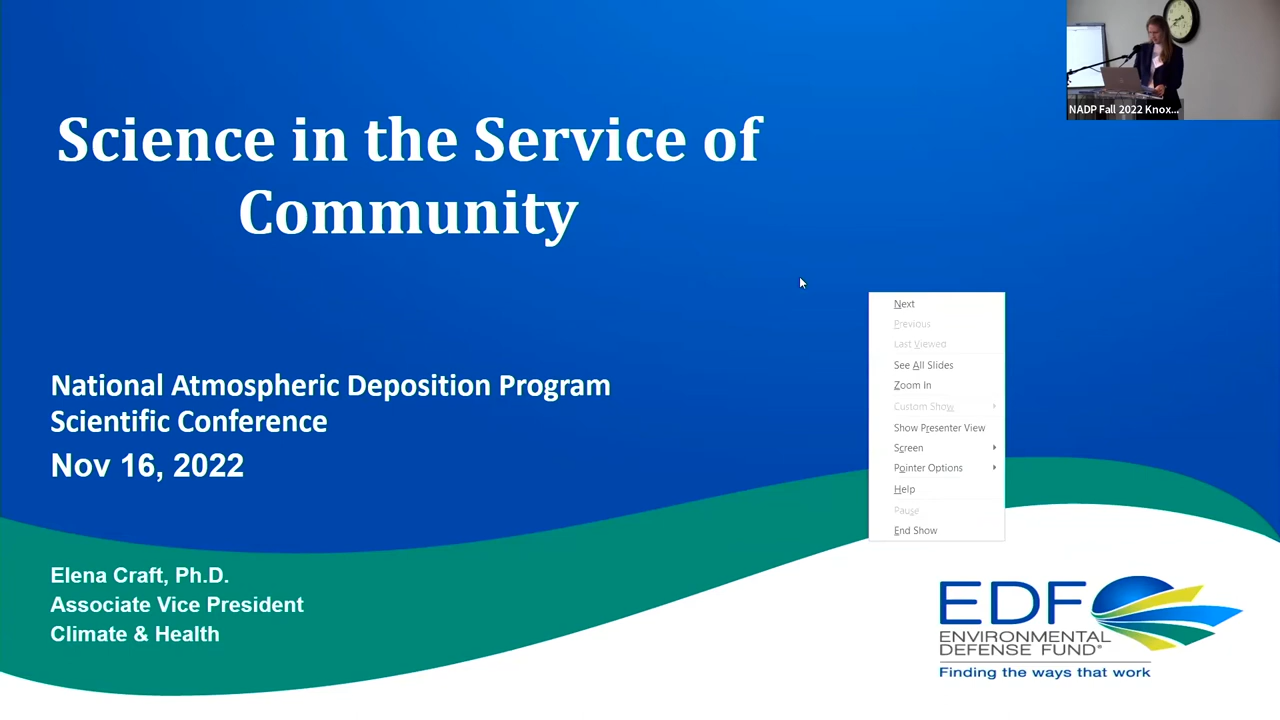 Science in the Service of
Community
NADP Fall 2022 Knox...
National Atmospheric Deposition Program
Scientific Conference
Nov 16, 2022
Next
Previous
Last Viewed
See All Slides
Zoom In
Custom Show
Show Presenter View
Screen
Pointer Options
Help
Pause
End Show
Elena Craft, Ph.D.
Associate Vice President
Climate & Health
EDF
ENVIRONMENTAL
DEFENSE FUND®
Finding the ways that work